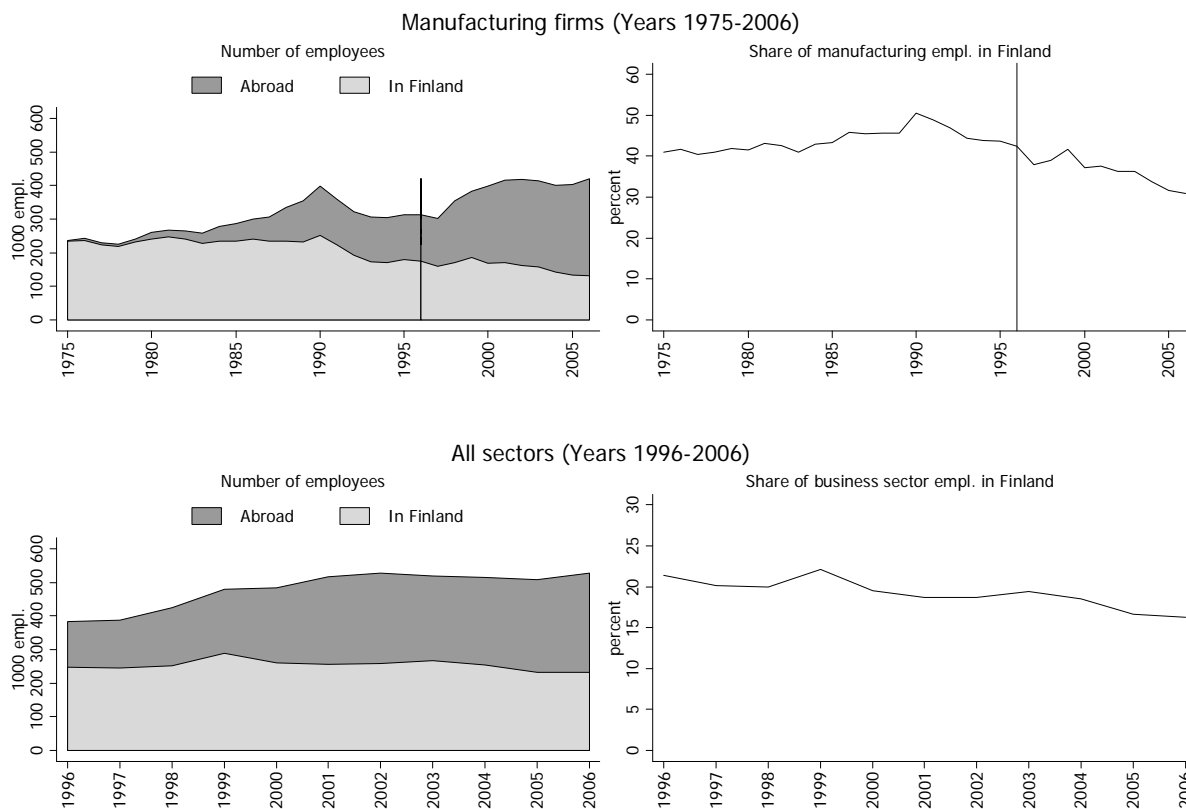 Manufacturing firms (Years 1975-2006)
Number of employees
Abroad
In Finland
1000 empl.
0 100 200 300 400 500 600
1975 1980 1985 1990 1995 2000 2005
Share of manufacturing empl. in Finland
percent
0 10 20 30 40 50 60
1975 1980 1985 1990 1995 2000 2005
All sectors (Years 1996-2006)
Number of employees
Abroad
In Finland
1000 empl.
0 100 200 300 400 500 600
1996 1997 1998 1999 2000 2001 2002 2003 2004 2005 2006
Share of business sector empl. in Finland
percent
0 5 10 15 20 25 30
1996 1997 1998 1999 2000 2001 2002 2003 2004 2005 2006